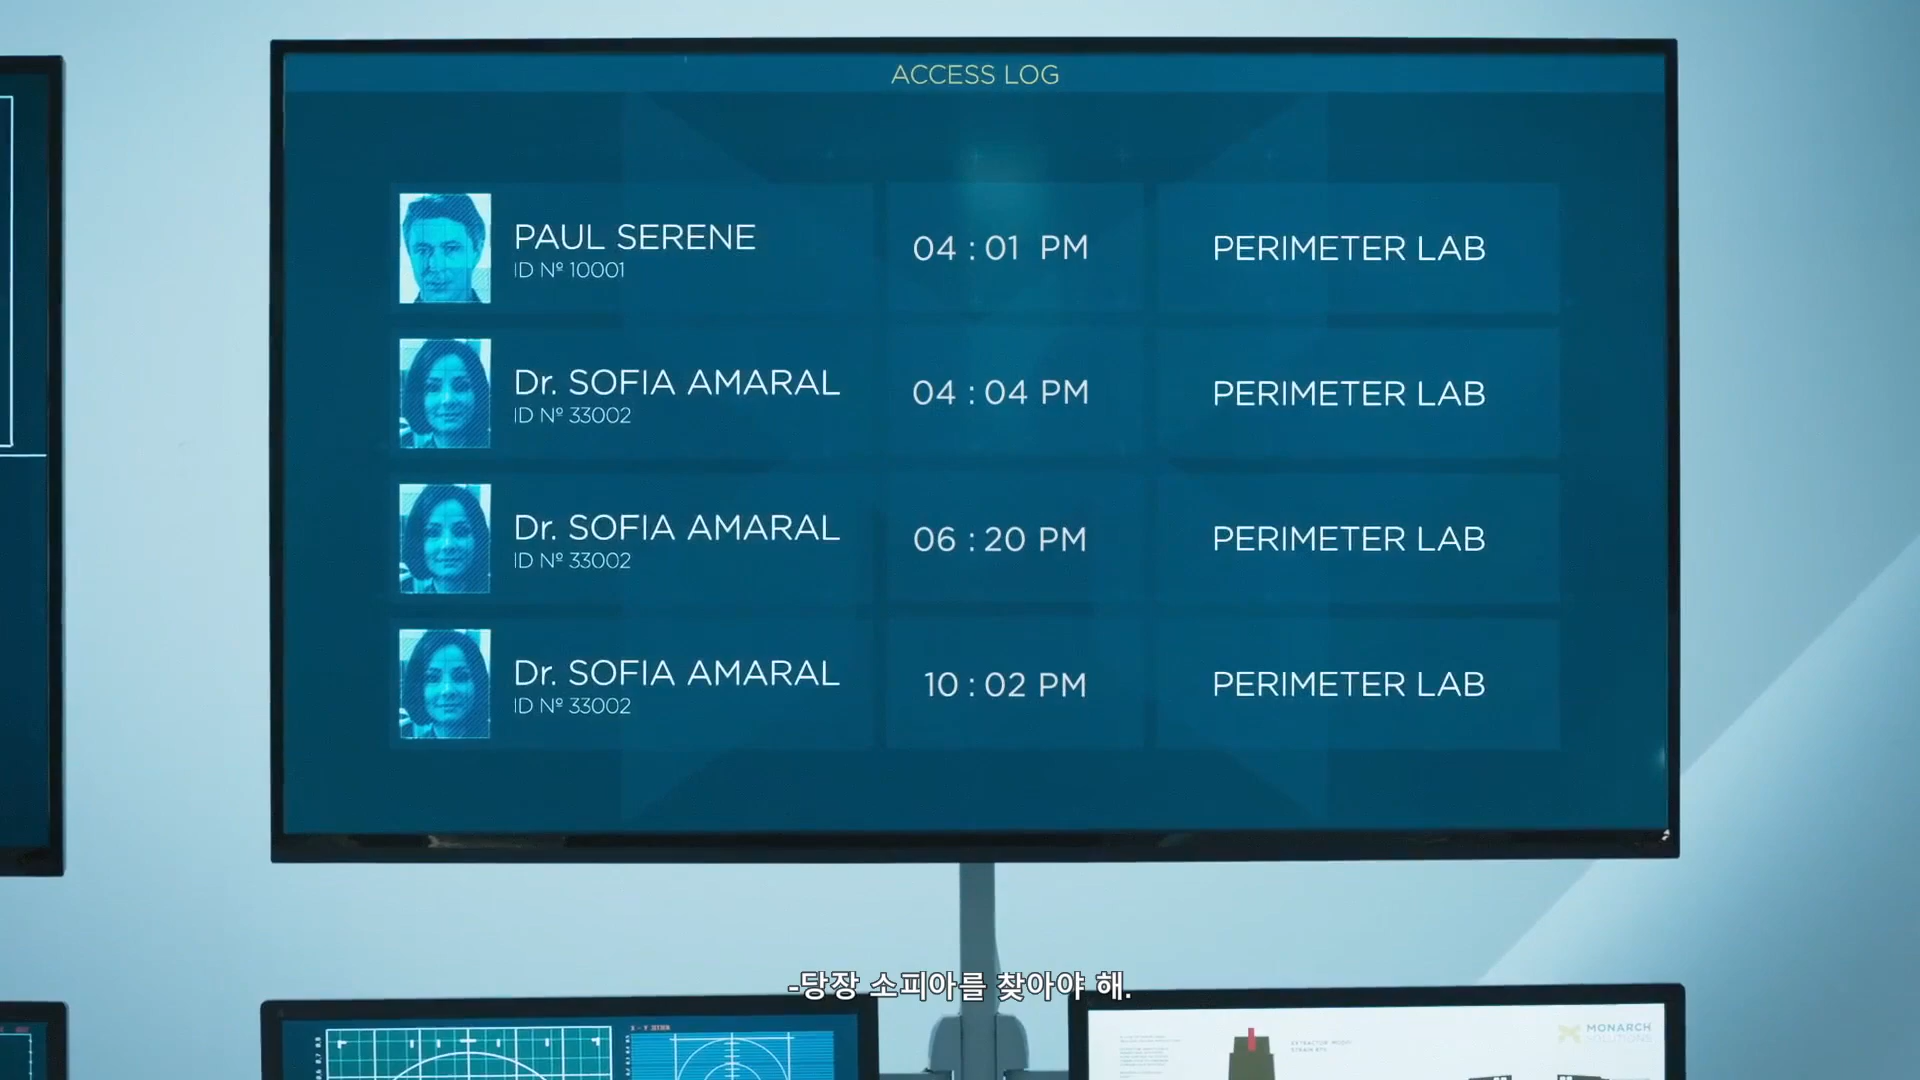 ACCESS LOG
PAUL SERENE
ID Nº 10001
04 : 01 PM
PERIMETER LAB
Dr. SOFIA AMARAL
ID Nº 33002
04 : 04 PM
PERIMETER LAB
Dr. SOFIA AMARAL
ID Nº 33002
06 : 20 PM
PERIMETER LAB
Dr. SOFIA AMARAL
ID Nº 33002
10 : 02 PM
PERIMETER LAB
-당장 소피아를 찾아야 해.
MONARCH
SOLUTIONS